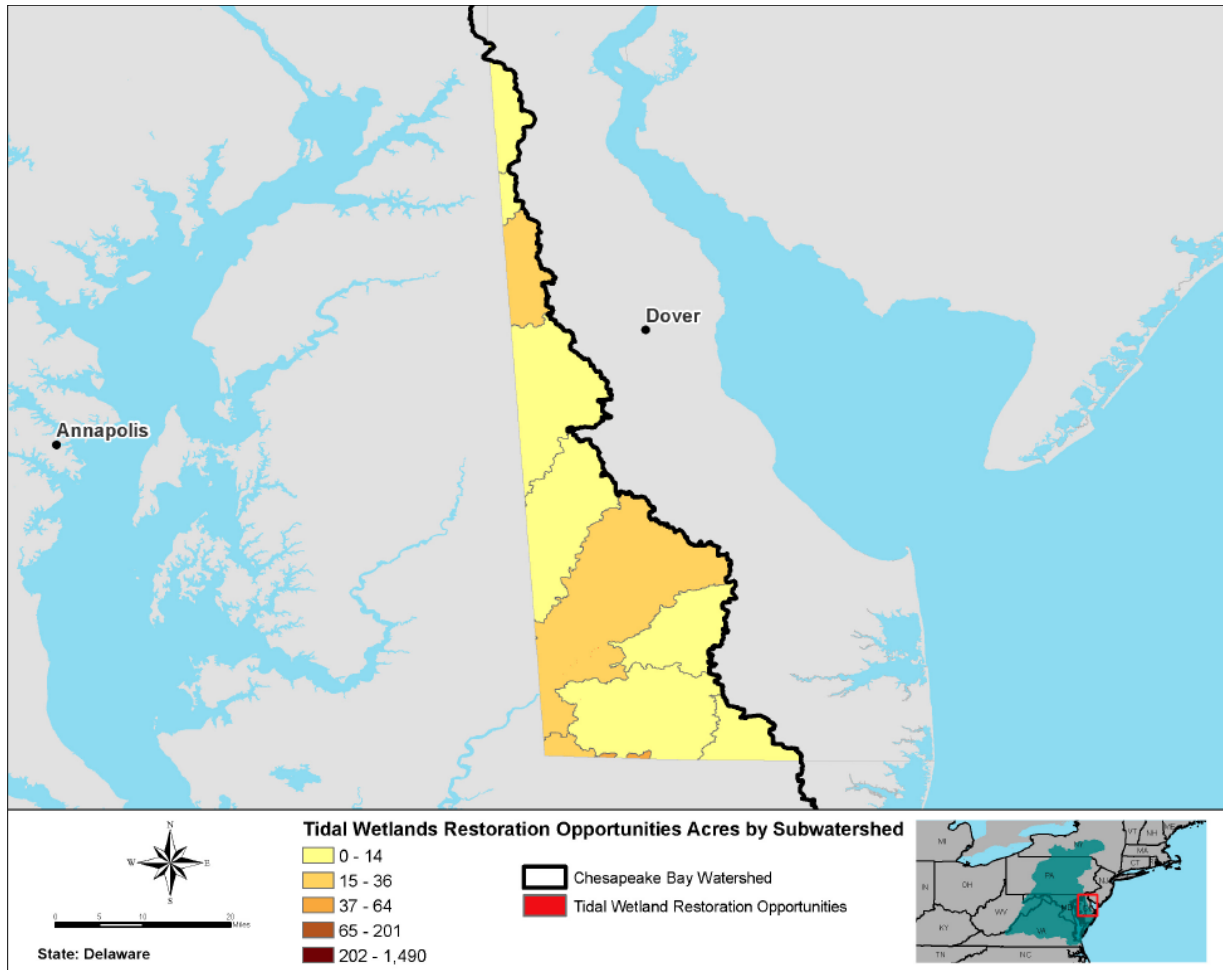 Dover
Annapolis
N
W
E
S
0 5 10 20
Miles
State: Delaware
Tidal Wetlands Restoration Opportunities Acres by Subwatershed
0 - 14
15 - 36
37 - 64
65 - 201
202 - 1,490
Chesapeake Bay Watershed
Tidal Wetland Restoration Opportunities
MI
NY
VT
NH
ME
MA
CT
PA
NJ
IN
OH
WV
KY
VA
TN
NC